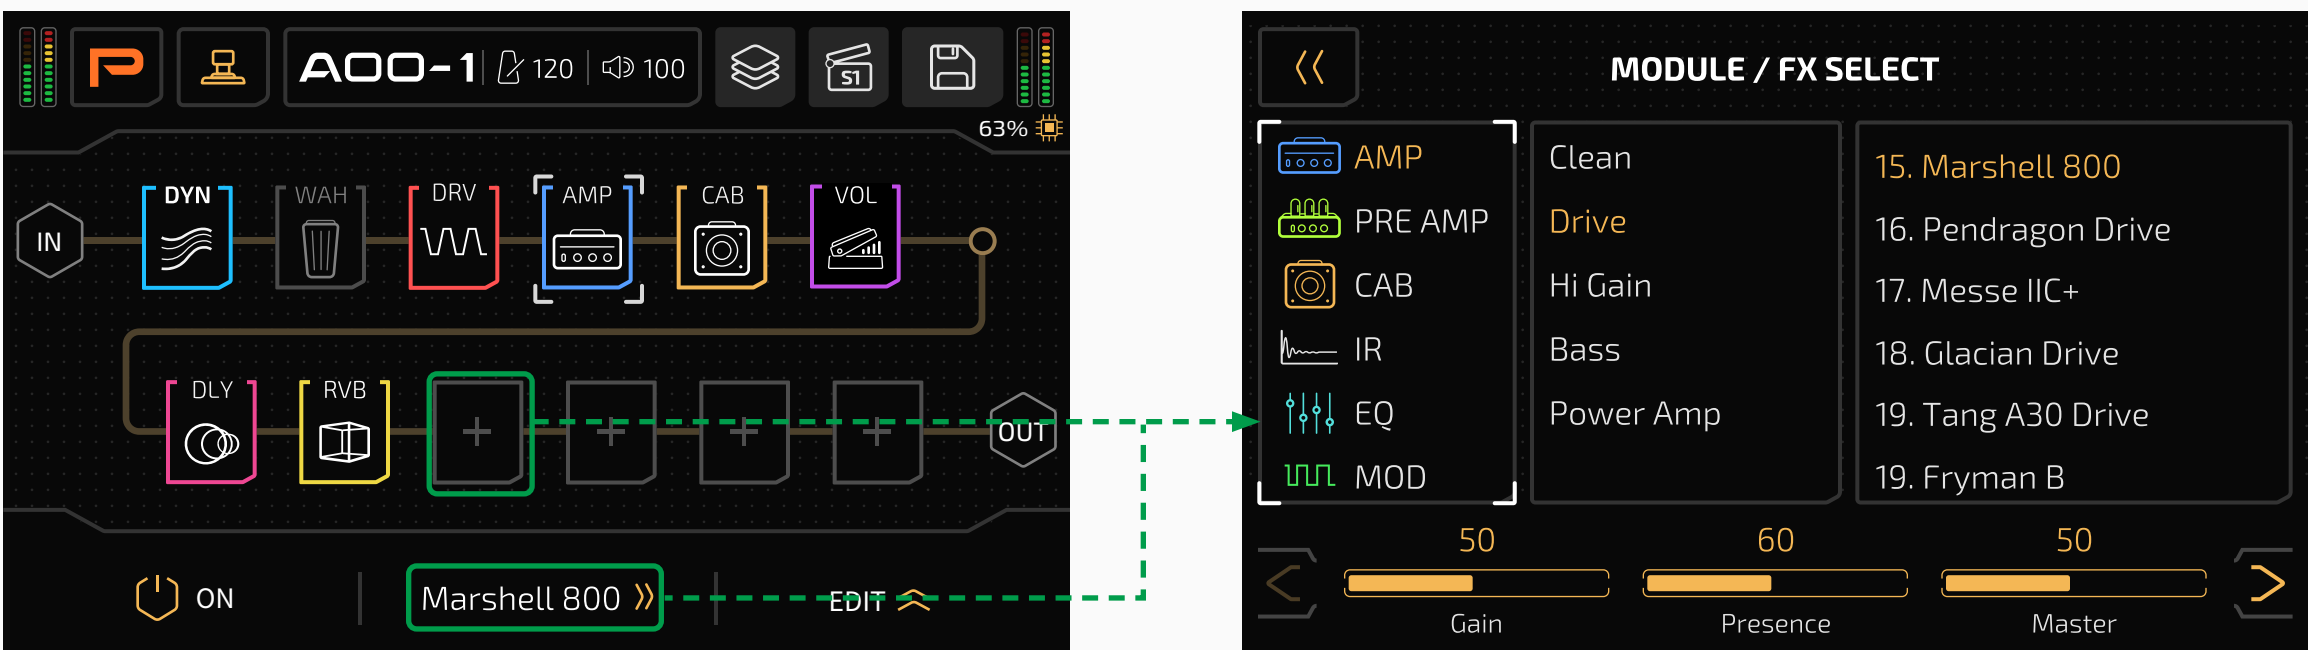 A00-1 120 100
S1
63%
DYN WAH DRV AMP CAB VOL
IN
DLY RVB
OUT
ON Marshell 800 EDIT
MODULE / FX SELECT
AMP
PRE AMP
CAB
IR
EQ
MOD
Clean
Drive
Hi Gain
Bass
Power Amp
15. Marshell 800
16. Pendragon Drive
17. Messe IIC+
18. Glacian Drive
19. Tang A30 Drive
19. Fryman B
50 60 50
Gain Presence Master